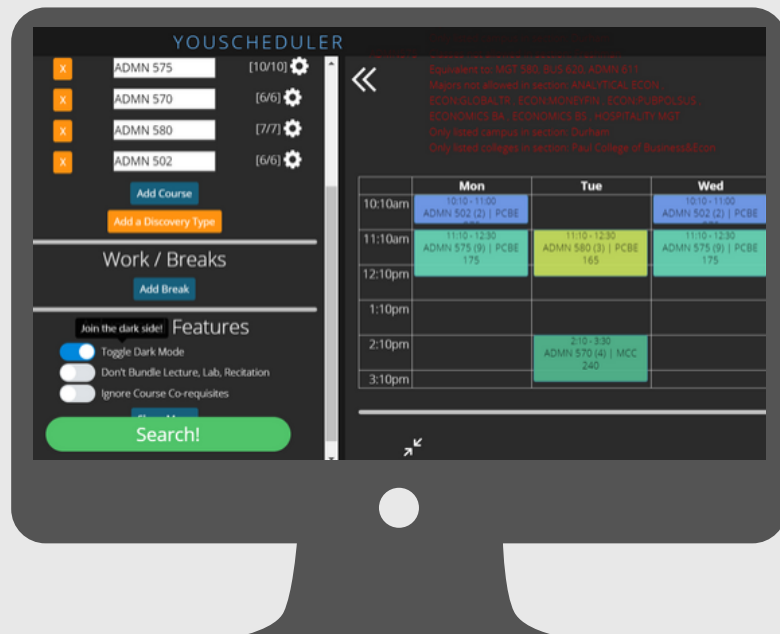 YOUSCHEDULER
X ADMN 575 [10/10]
X ADMN 570 [6/6]
X ADMN 580 [7/7]
X ADMN 502 [6/6]
Add Course
Add a Discovery Type
Work / Breaks
Add Break
Join the dark side! Features
Toggle Dark Mode
Don't Bundle Lecture, Lab, Recitation
Ignore Course Co-requisites
Search!
Equivalent to: MGT 580, BUS 620, ADMN 611
Majors not allowed in section: ANALYTICAL ECON,
ECON:GLOBALTR, ECON:MONEYFIN, ECON:PUBPOLSUS,
ECONOMICS BA, ECONOMICS BS, HOSPITALITY MGT
Only listed campus in section: Durham
Only listed colleges in section: Paul College of Business&Econ
Mon Tue Wed
10:10am
10:10 - 11:00
ADMN 502 (2) | PCBE
10:10 - 11:00
ADMN 502 (2) | PCBE
11:10am
11:10 - 12:30
ADMN 575 (9) | PCBE
175
11:10 - 12:30
ADMN 580 (3) | PCBE
165
11:10 - 12:30
ADMN 575 (9) | PCBE
175
12:10pm
1:10pm
2:10pm
2:10 - 3:30
ADMN 570 (4) | MCC
240
3:10pm